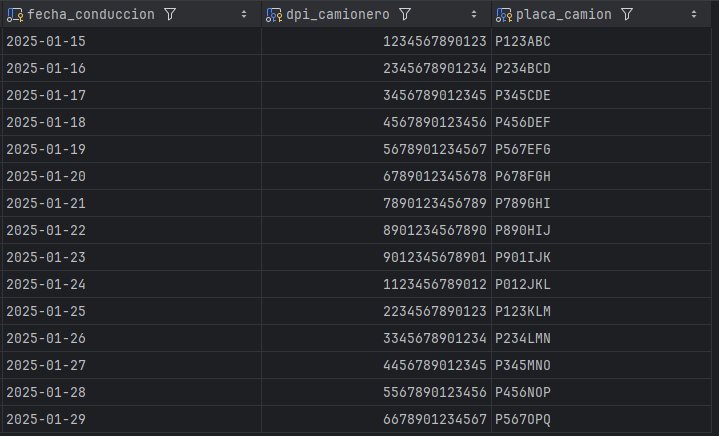 fecha_conduccion dpi_camionero placa_camion
2025-01-15 1234567890123 P123ABC
2025-01-16 2345678901234 P234BCD
2025-01-17 3456789012345 P345CDE
2025-01-18 4567890123456 P456DEF
2025-01-19 5678901234567 P567EFG
2025-01-20 6789012345678 P678FGH
2025-01-21 7890123456789 P789GHI
2025-01-22 8901234567890 P890HIJ
2025-01-23 9012345678901 P901IJK
2025-01-24 1123456789012 P012JKL
2025-01-25 2234567890123 P123KLM
2025-01-26 3345678901234 P234LMN
2025-01-27 4456789012345 P345MNO
2025-01-28 5567890123456 P456NOP
2025-01-29 6678901234567 P567OPQ